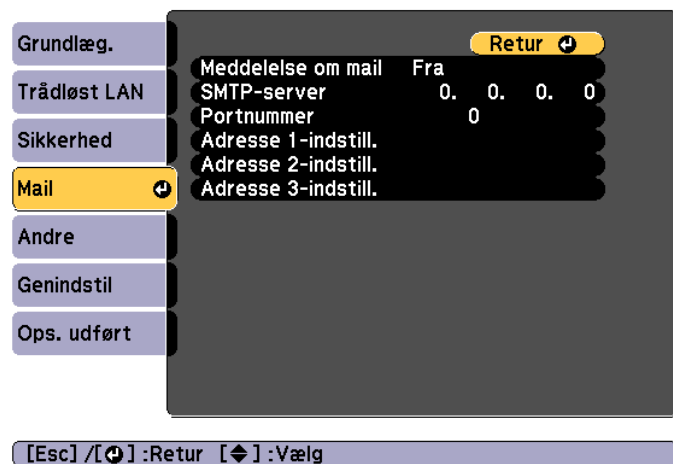 Grundlæg.
Trådløst LAN
Sikkerhed
Mail
Andre
Genindstil
Ops. udført
Retur
Meddelelse om mail Fra
SMTP-server 0. 0. 0. 0
Portnummer 0
Adresse 1-indstill.
Adresse 2-indstill.
Adresse 3-indstill.
[Esc] /[⏎] :Retur [◆] :Vælg